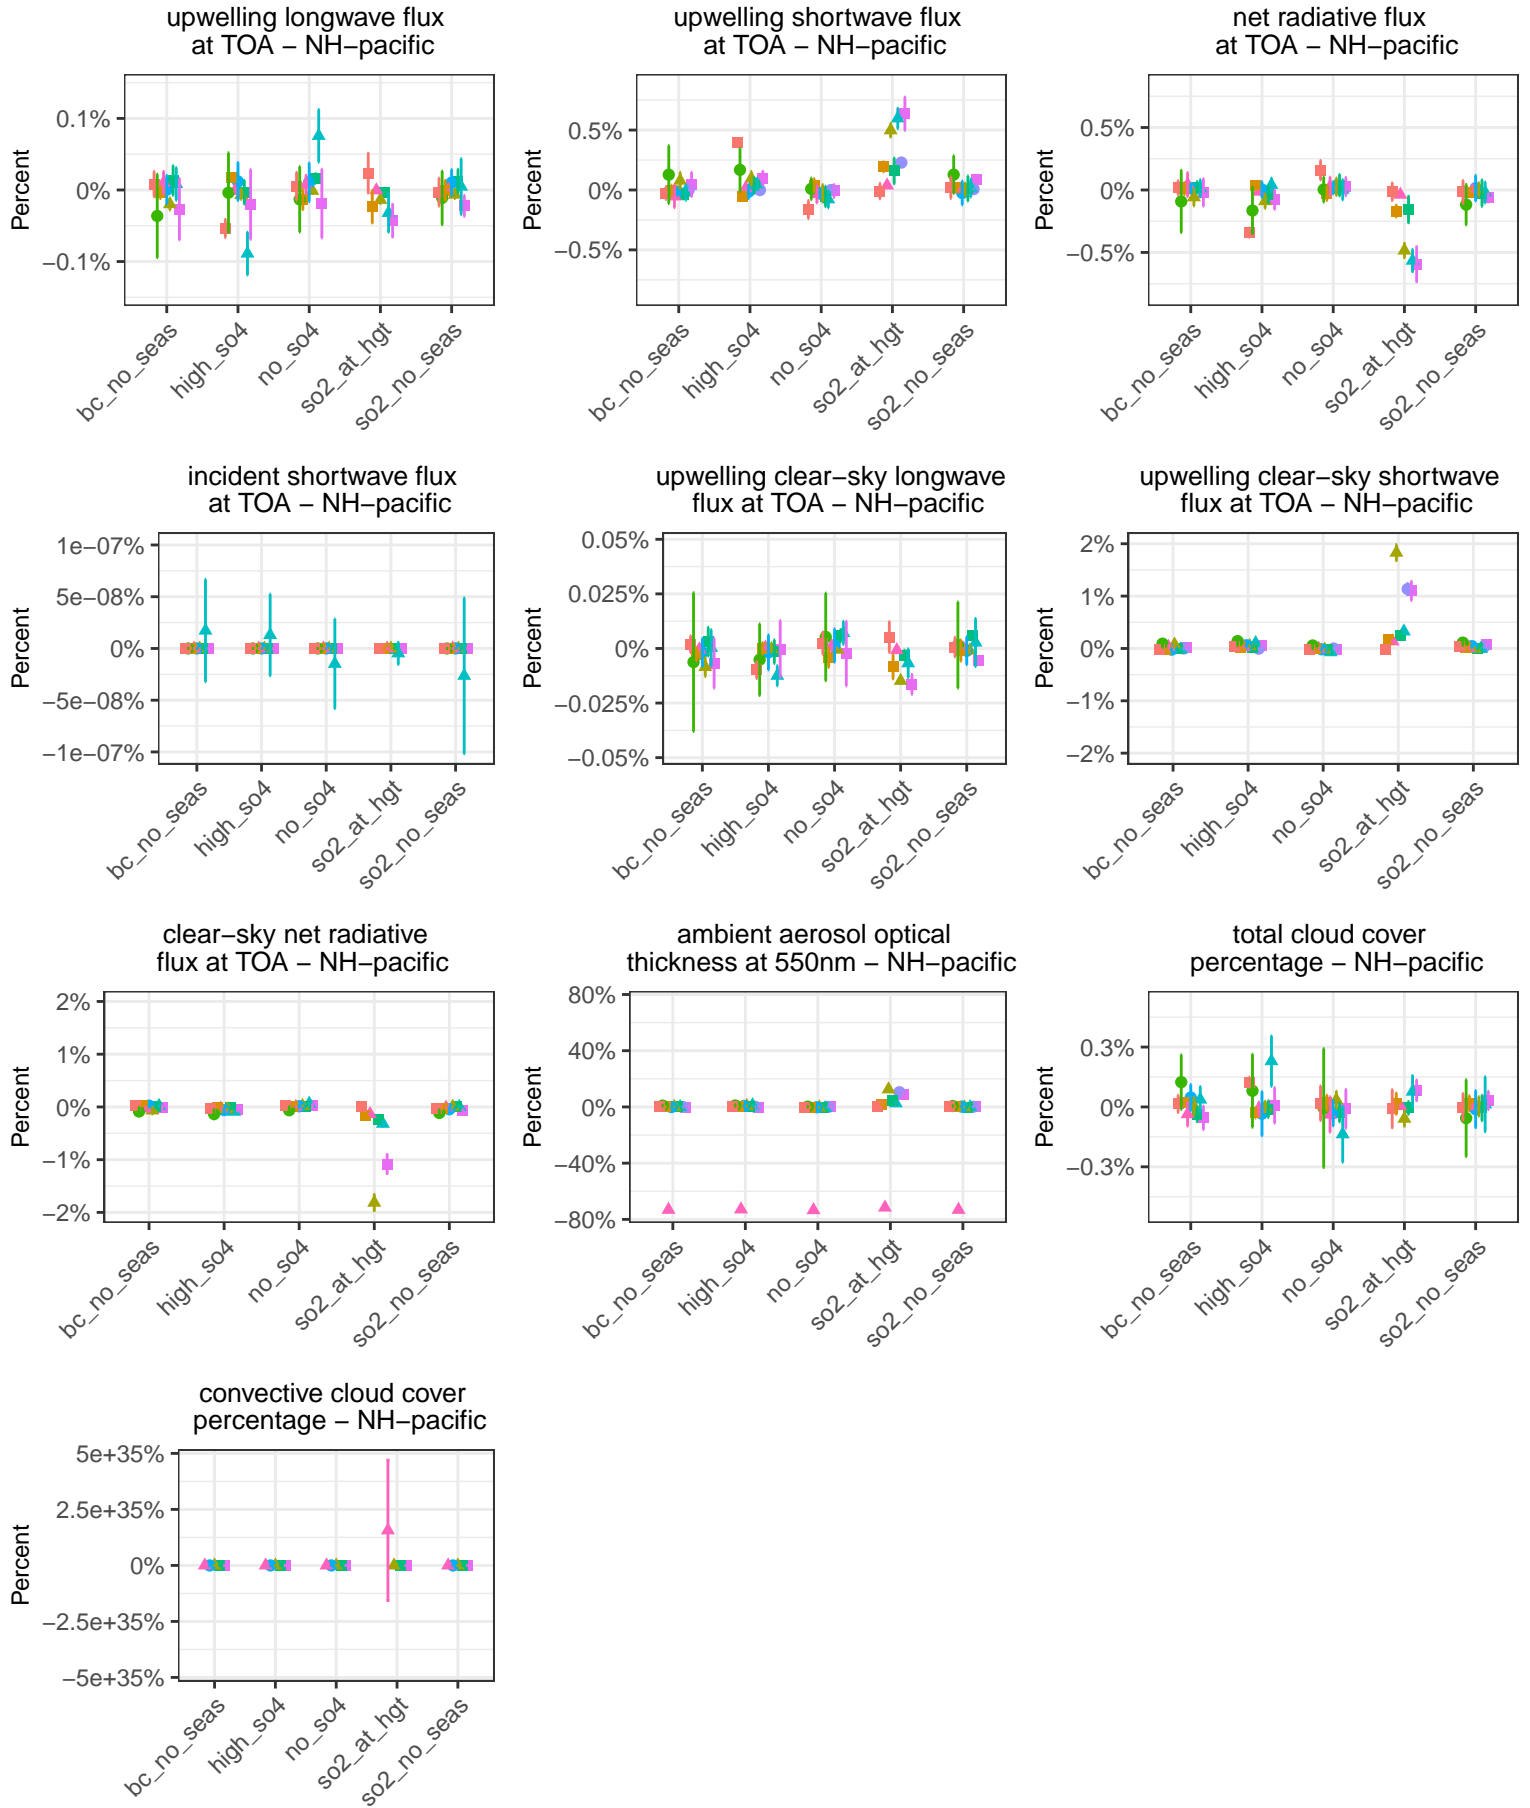 upwelling longwave flux
at TOA − NH−pacific
Percent
0.1%
0%
−0.1%
bc_no_seas
high_so4
no_so4
so2_at_hgt
so2_no_seas
upwelling shortwave flux
at TOA − NH−pacific
Percent
0.5%
0%
−0.5%
bc_no_seas
high_so4
no_so4
so2_at_hgt
so2_no_seas
net radiative flux
at TOA − NH−pacific
Percent
0.5%
0%
−0.5%
bc_no_seas
high_so4
no_so4
so2_at_hgt
so2_no_seas
incident shortwave flux
at TOA − NH−pacific
Percent
1e−07%
5e−08%
0%
−5e−08%
−1e−07%
bc_no_seas
high_so4
no_so4
so2_at_hgt
so2_no_seas
upwelling clear−sky longwave
flux at TOA − NH−pacific
Percent
0.05%
0.025%
0%
−0.025%
−0.05%
bc_no_seas
high_so4
no_so4
so2_at_hgt
so2_no_seas
upwelling clear−sky shortwave
flux at TOA − NH−pacific
Percent
2%
1%
0%
−1%
−2%
bc_no_seas
high_so4
no_so4
so2_at_hgt
so2_no_seas
clear−sky net radiative
flux at TOA − NH−pacific
Percent
2%
1%
0%
−1%
−2%
bc_no_seas
high_so4
no_so4
so2_at_hgt
so2_no_seas
ambient aerosol optical
thickness at 550nm − NH−pacific
Percent
80%
40%
0%
−40%
−80%
bc_no_seas
high_so4
no_so4
so2_at_hgt
so2_no_seas
total cloud cover
percentage − NH−pacific
Percent
0.3%
0%
−0.3%
bc_no_seas
high_so4
no_so4
so2_at_hgt
so2_no_seas
convective cloud cover
percentage − NH−pacific
Percent
5e+35%
2.5e+35%
0%
−2.5e+35%
−5e+35%
bc_no_seas
high_so4
no_so4
so2_at_hgt
so2_no_seas